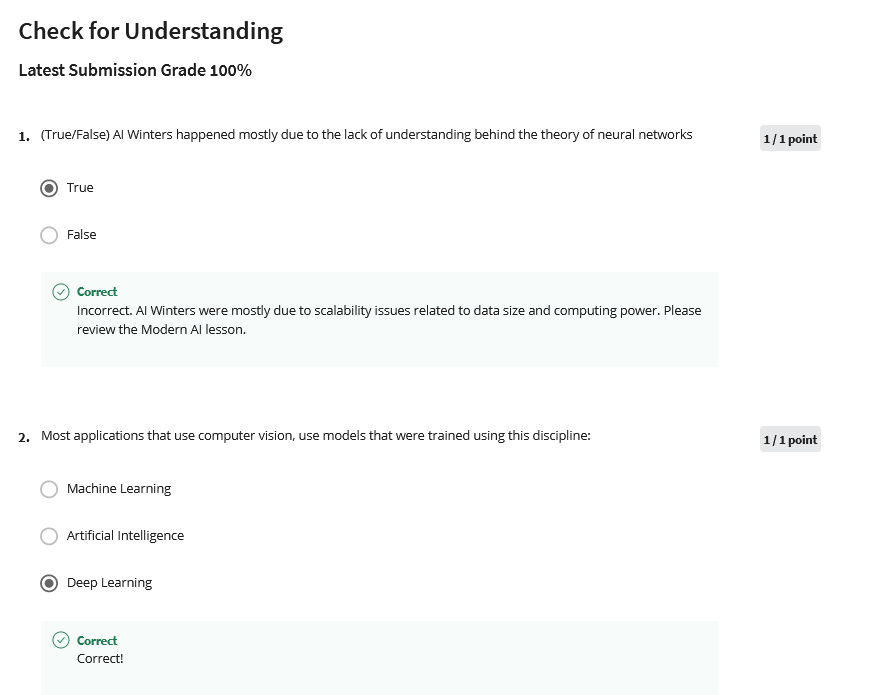 Check for Understanding
Latest Submission Grade 100%
1. (True/False) AI Winters happened mostly due to the lack of understanding behind the theory of neural networks
1 / 1 point
True
False
Correct
Incorrect. AI Winters were mostly due to scalability issues related to data size and computing power. Please
review the Modern AI lesson.
2. Most applications that use computer vision, use models that were trained using this discipline:
1 / 1 point
Machine Learning
Artificial Intelligence
Deep Learning
Correct
Correct!